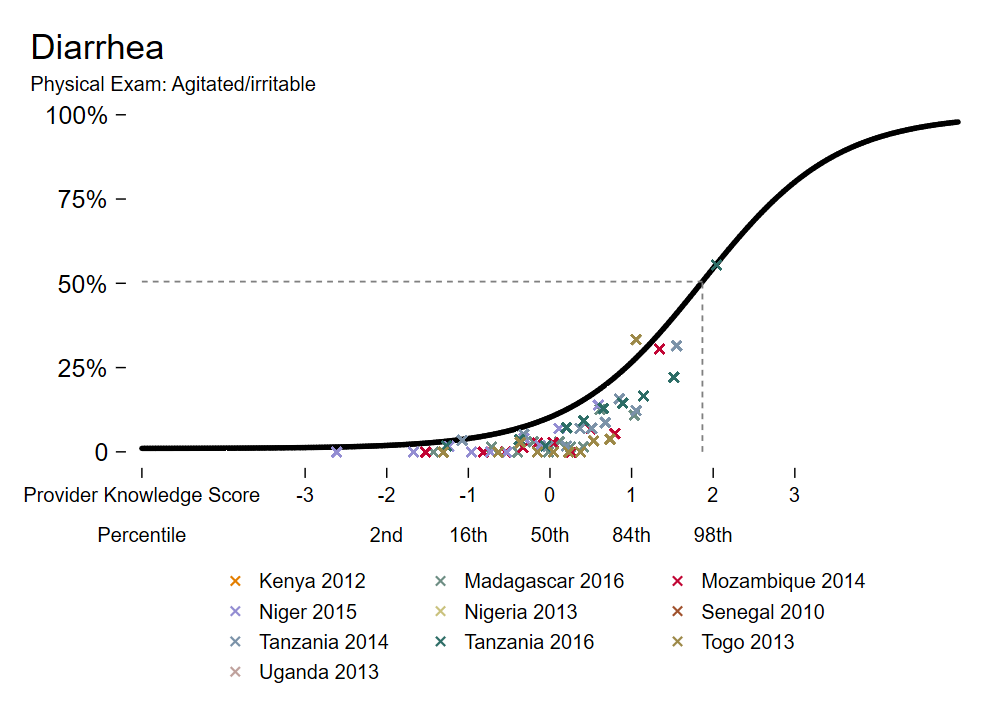 Diarrhea
Physical Exam: Agitated/irritable
100%
75%
50%
25%
0
Provider Knowledge Score -3 -2 -1 0 1 2 3
Percentile 2nd 16th 50th 84th 98th
Kenya 2012 Madagascar 2016 Mozambique 2014
Niger 2015 Nigeria 2013 Senegal 2010
Tanzania 2014 Tanzania 2016 Togo 2013
Uganda 2013